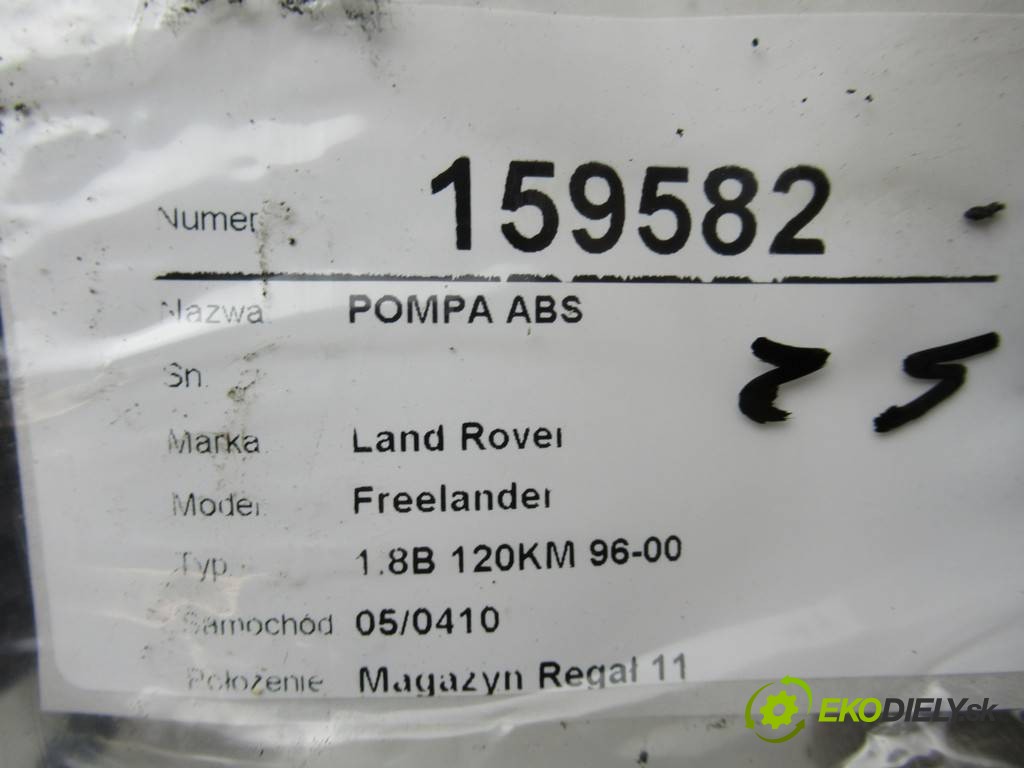 Numer 159582
Nazwa POMPA ABS
Sn.
25
Marka Land Rover
Model Freelander
Typ 1.8B 120KM 96-00
Samochód 05/0410
Położenie Magazyn Regał 11
EKODIELY.sk